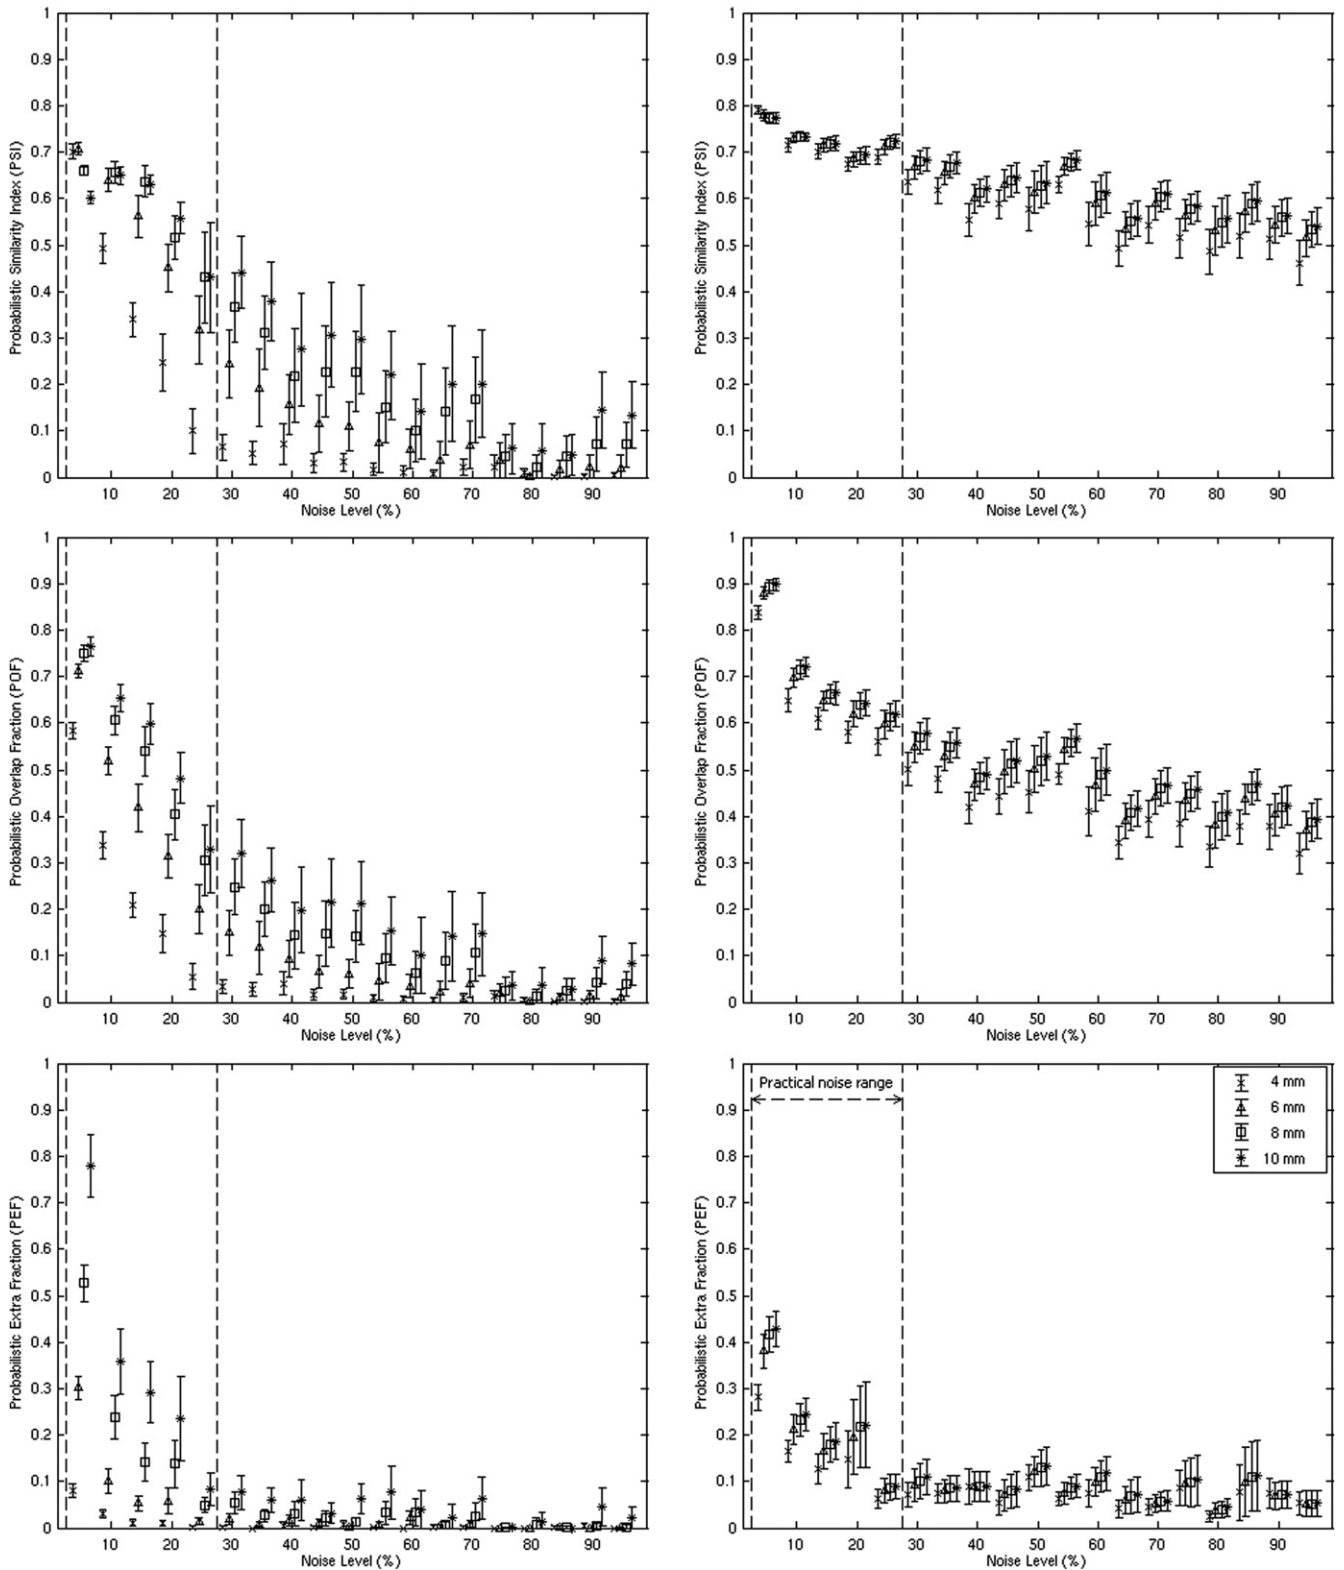 1
0.9
0.8
0.7
0.6
0.5
0.4
0.3
0.2
0.1
0
Probabilistic Similarity Index (PSI)
10 20 30 40 50 60 70 80 90
Noise Level (%)
1
0.9
0.8
0.7
0.6
0.5
0.4
0.3
0.2
0.1
0
Probabilistic Similarity Index (PSI)
10 20 30 40 50 60 70 80 90
Noise Level (%)
1
0.9
0.8
0.7
0.6
0.5
0.4
0.3
0.2
0.1
0
Probabilistic Overlap Fraction (POF)
10 20 30 40 50 60 70 80 90
Noise Level (%)
1
0.9
0.8
0.7
0.6
0.5
0.4
0.3
0.2
0.1
0
Probabilistic Overlap Fraction (POF)
10 20 30 40 50 60 70 80 90
Noise Level (%)
1
0.9
0.8
0.7
0.6
0.5
0.4
0.3
0.2
0.1
0
Probabilistic Extra Fraction (PEF)
10 20 30 40 50 60 70 80 90
Noise Level (%)
1
0.9
0.8
0.7
0.6
0.5
0.4
0.3
0.2
0.1
0
Probabilistic Extra Fraction (PEF)
Practical noise range
4 mm
6 mm
8 mm
10 mm
10 20 30 40 50 60 70 80 90
Noise Level (%)